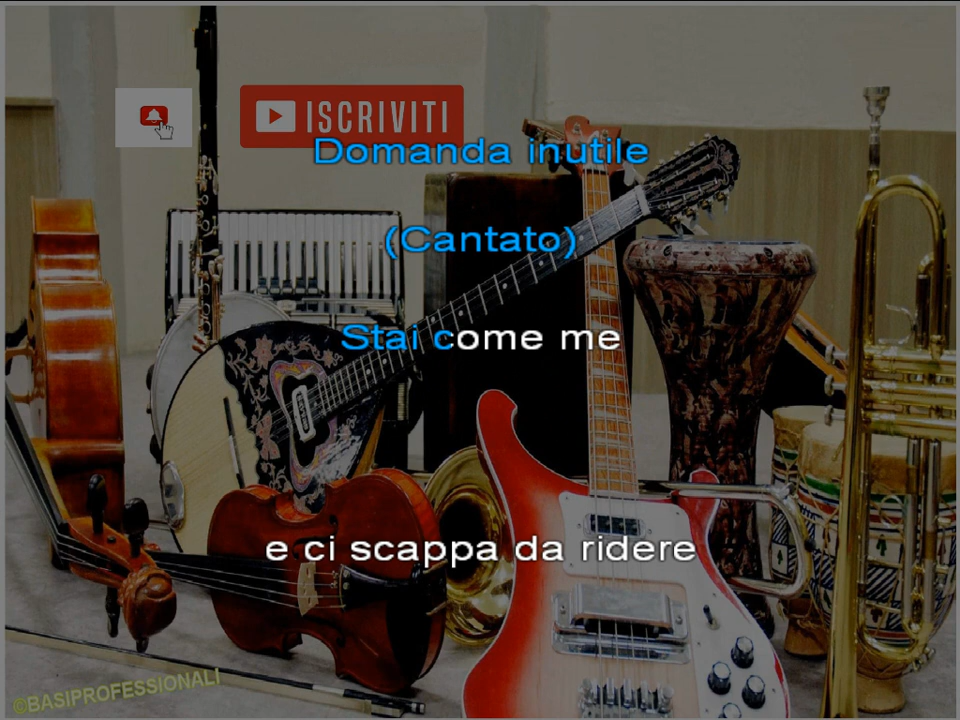 ISCRIVITI
Domanda inutile
(Cantato)
Stai come me
e ci scappa da ridere
©BASIPROFESSIONALI